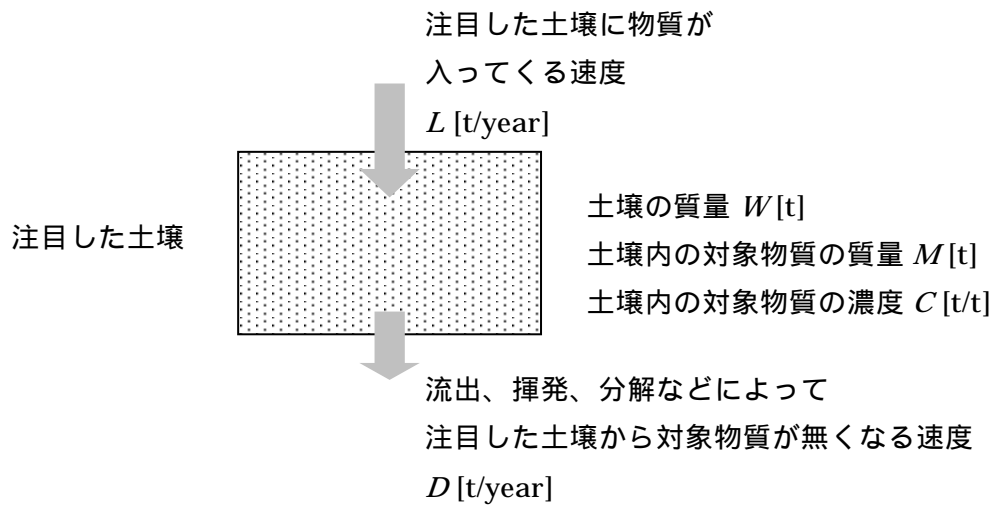 注目した土壌に物質が
入ってくる速度
L [t/year]
注目した土壌
土壌の質量 W [t]
土壌内の対象物質の質量 M [t]
土壌内の対象物質の濃度 C [t/t]
流出、揮発、分解などによって
注目した土壌から対象物質が無くなる速度
D [t/year]